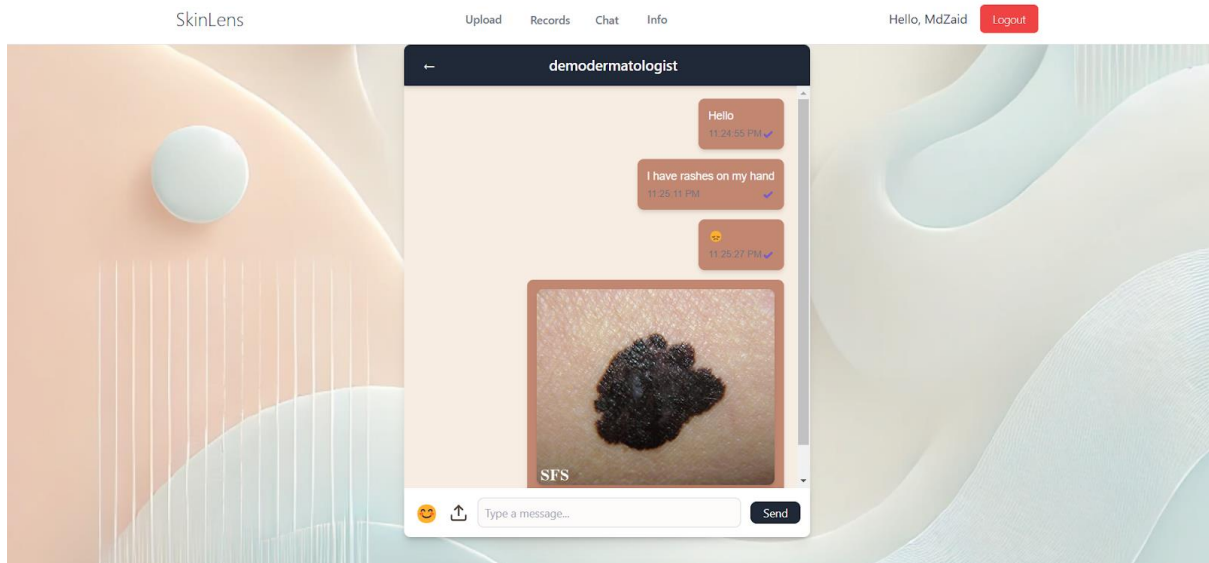 SkinLens
Upload Records Chat Info
Hello, MdZaid
Logout
←
demodermatologist
Hello
11:24:55 PM
I have rashes on my hand
11:25:11 PM
11:25:27 PM
SFS
Type a message...
Send